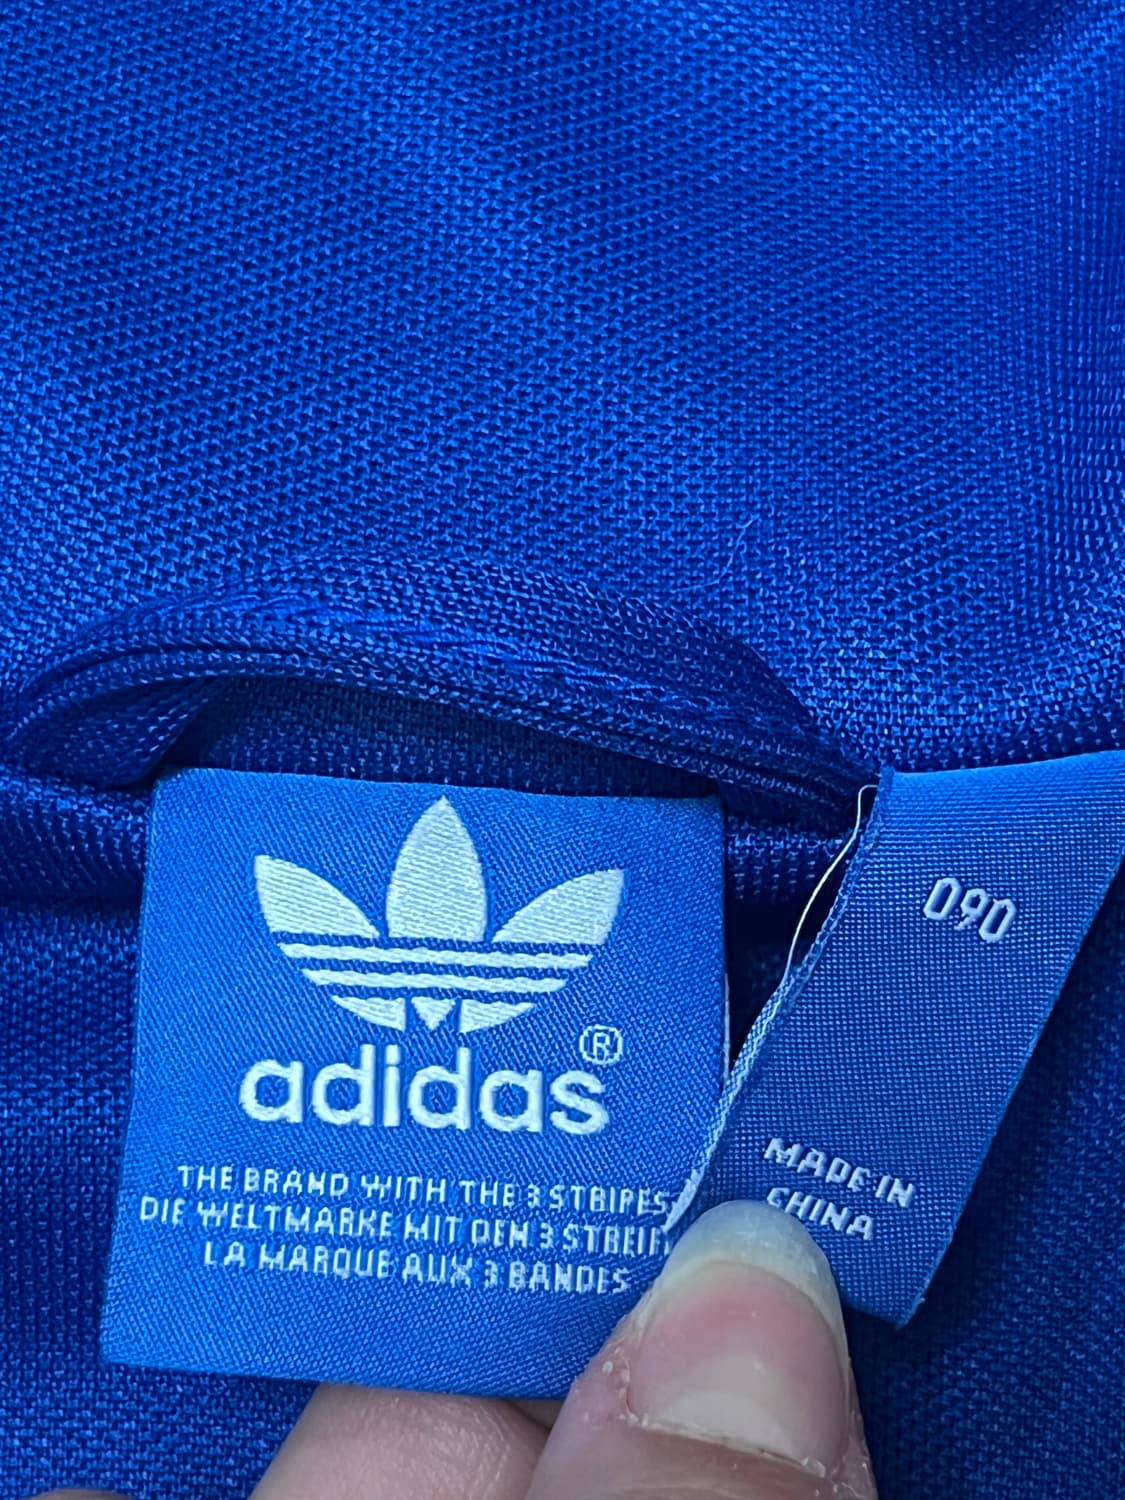 adidas®
THE BRAND WITH THE 3 STRIPES
DIE WELTMARKE MIT DEN 3
LA MARQUE AUX 3 BANDES
090
MADE IN
CHINA